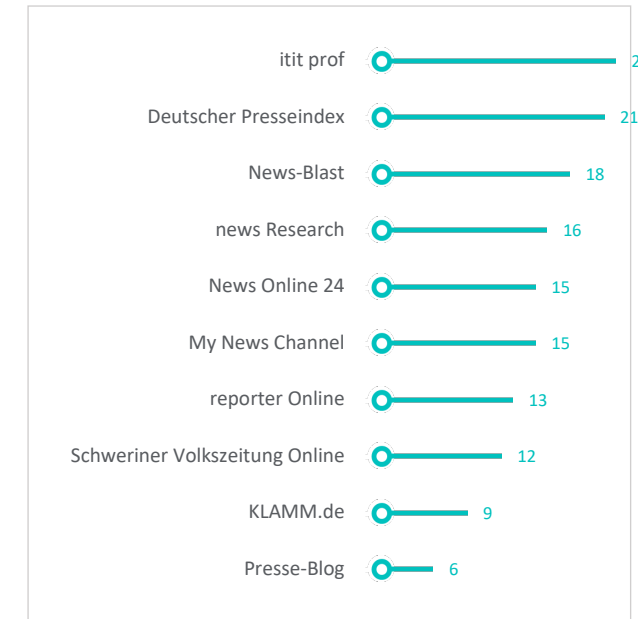 itit prof
Deutscher Presseindex 21
News-Blast 18
news Research 16
News Online 24 15
My News Channel 15
reporter Online 13
Schweriner Volkszeitung Online 12
KLAMM.de 9
Presse-Blog 6